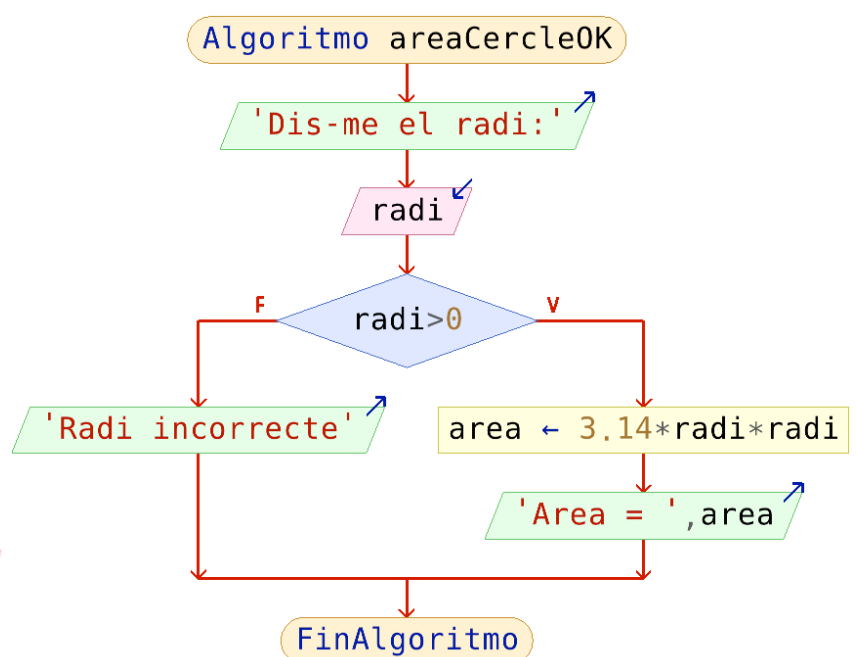 Algoritmo areaCercleOK
'Dis-me el radi:'
radi
F
V
radi>0
'Radi incorrecte'
area ← 3.14*radi*radi
'Area = ',area
FinAlgoritmo